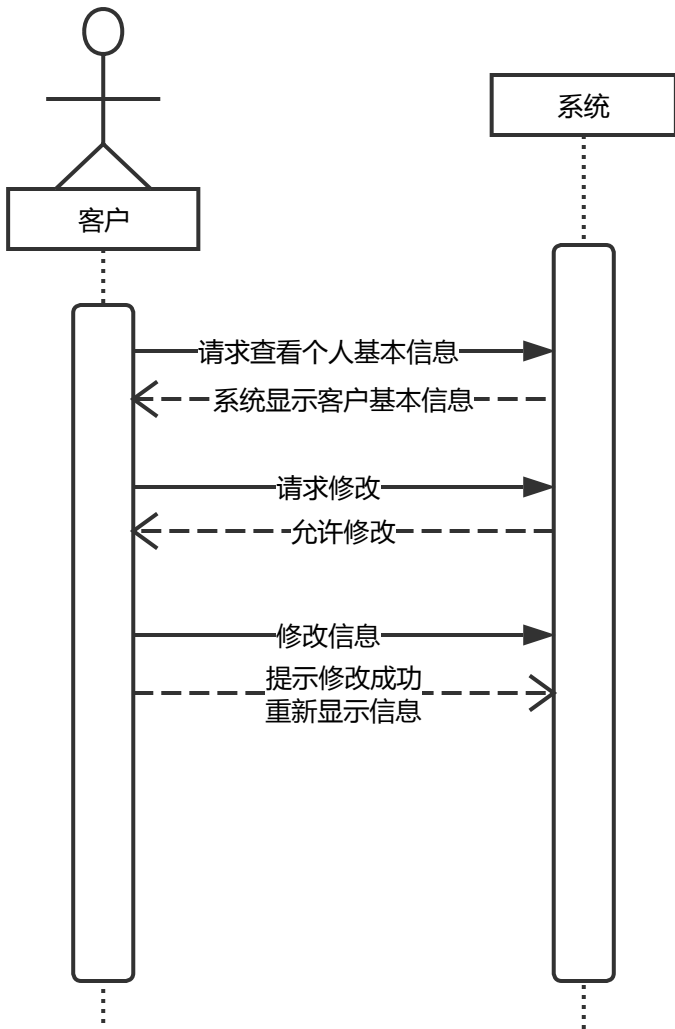 系统
客户
请求查看个人基本信息
系统显示客户基本信息
请求修改
允许修改
修改信息
提示修改成功
重新显示信息